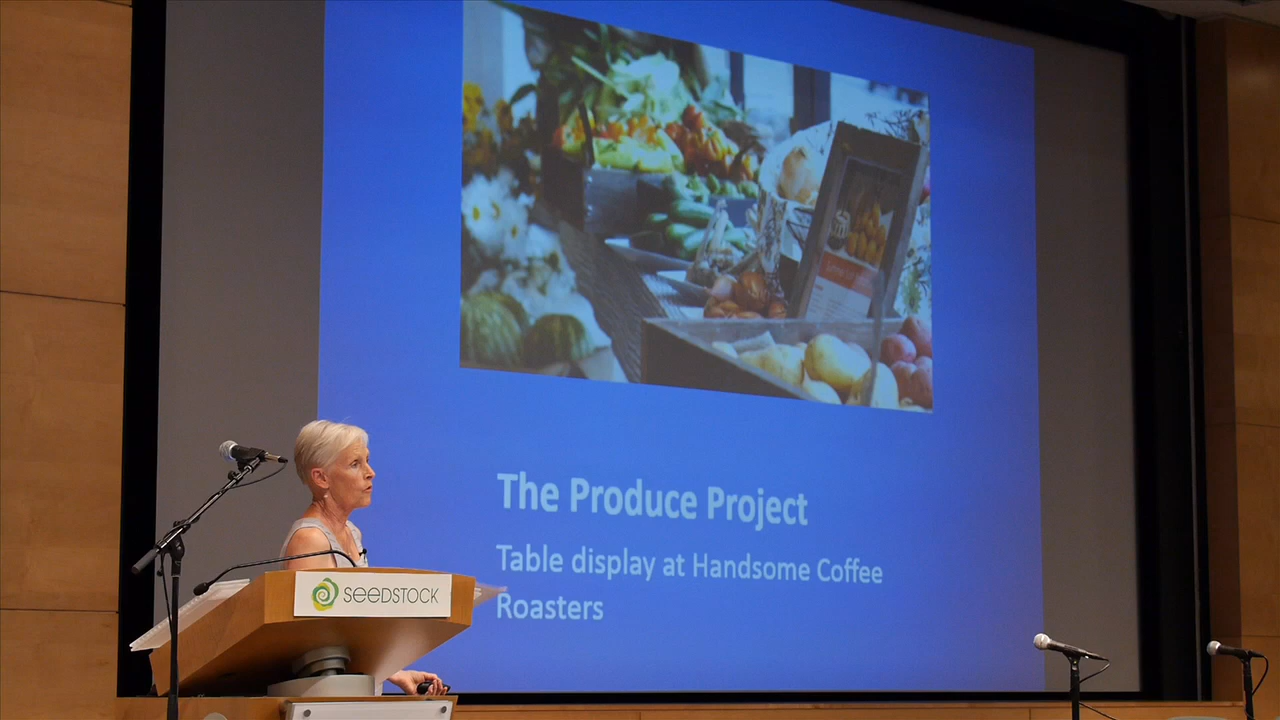 The Produce Project
Table display at Handsome Coffee
Roasters
SEEDSTOCK